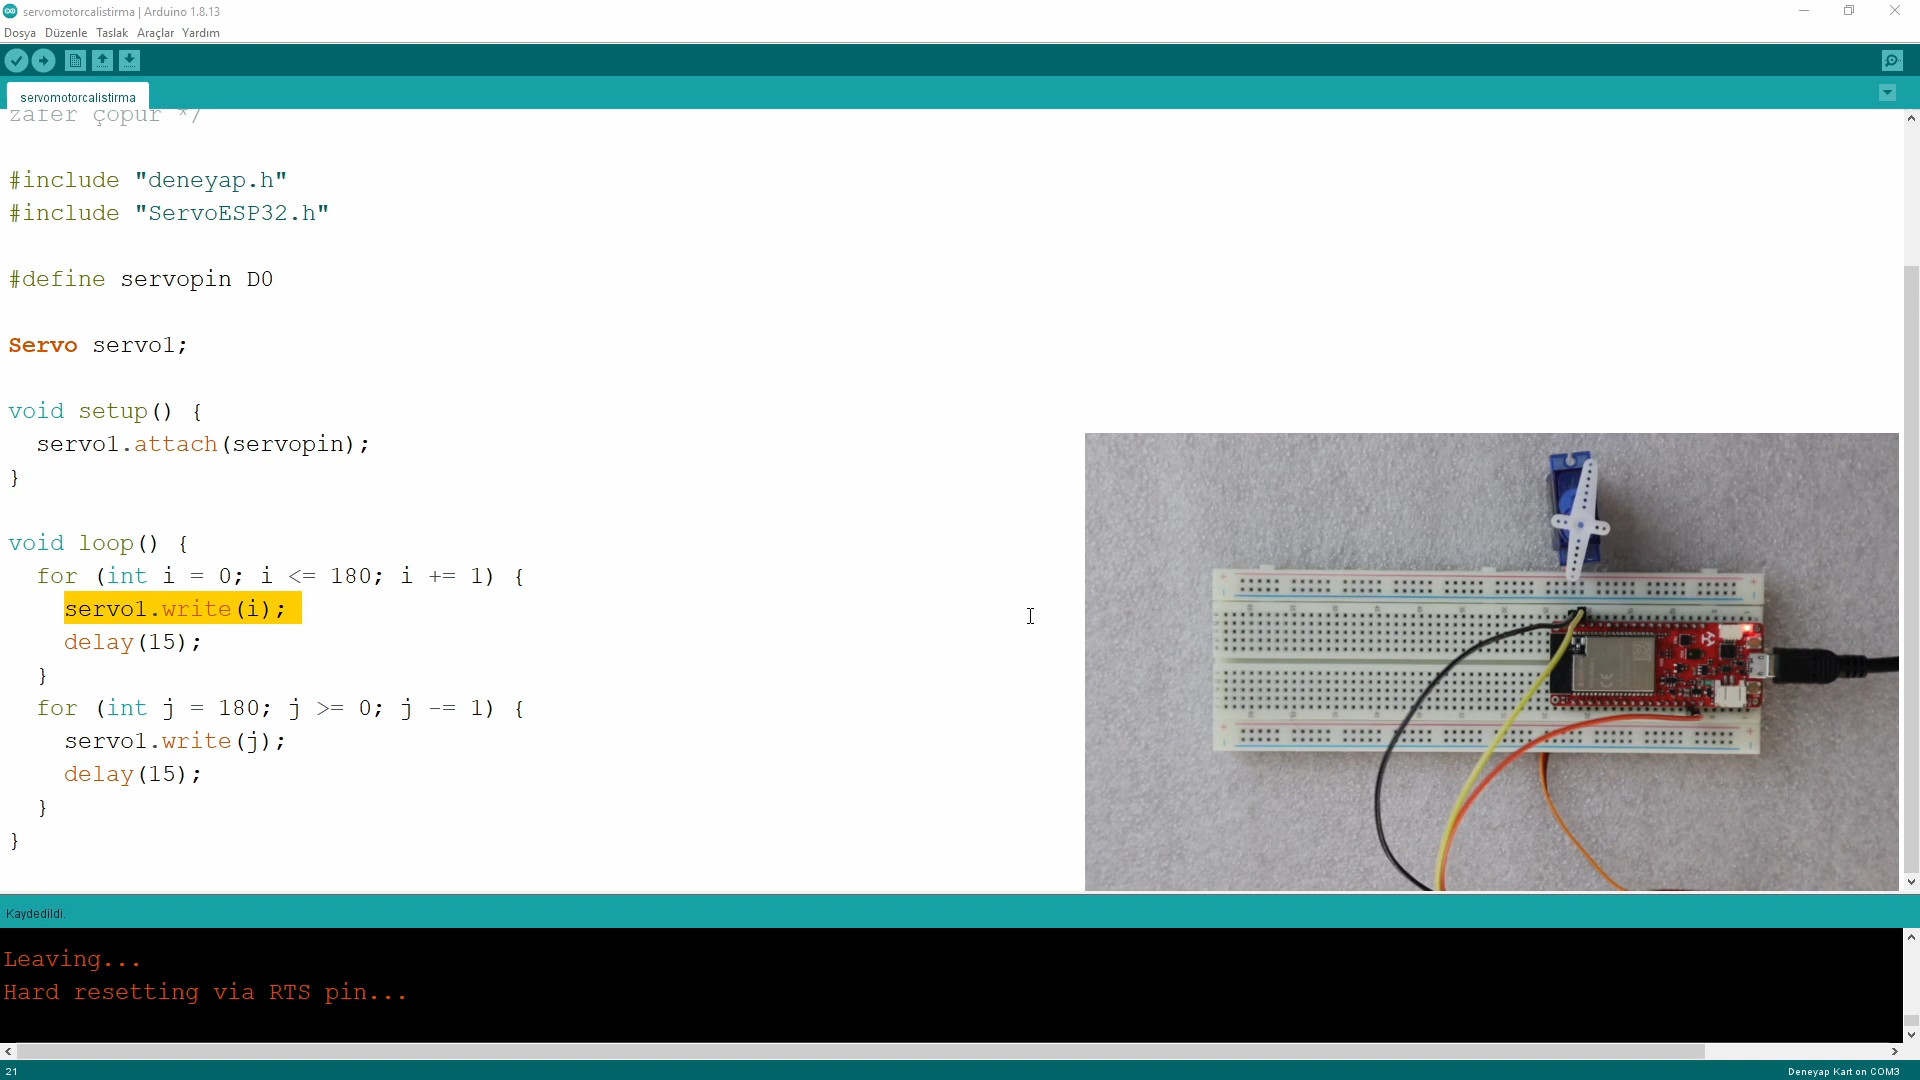 servomotorcalistirma | Arduino 1.8.13
Dosya Düzenle Taslak Araçlar Yardım
servomotorcalistirma
zafer çopur */
#include "deneyap.h"
#include "ServoESP32.h"
#define servopin D0
Servo servo1;
void setup() {
  servo1.attach(servopin);
}
void loop() {
  for (int i = 0; i <= 180; i += 1) {
    servo1.write(i);
    delay(15);
  }
  for (int j = 180; j >= 0; j -= 1) {
    servo1.write(j);
    delay(15);
  }
}
Kaydedildi.
Leaving...
Hard resetting via RTS pin...
21
Deneyap Kart on COM3